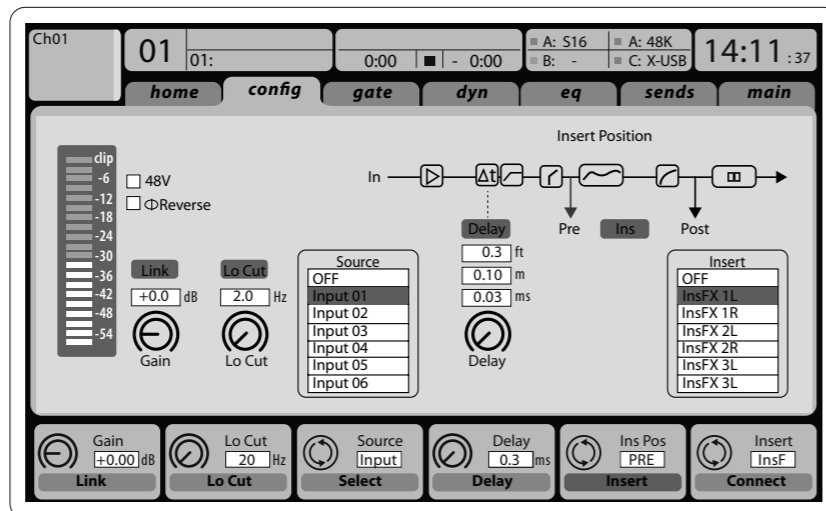 Ch01
01
01:
0:00 - 0:00
A: S16
B: -
A: 48K
C: X-USB
14:11 :37
home config gate dyn eq sends main
Insert Position
clip
-6
-12
-18
-24
-30
-36
-42
-48
-54
48V
ΦReverse
In
Δt
Pre Ins Post
Link
+0.0 dB
Gain
Lo Cut
2.0 Hz
Lo Cut
Source
OFF
Input 01
Input 02
Input 03
Input 04
Input 05
Input 06
Delay
0.3 ft
0.10 m
0.03 ms
Delay
Insert
OFF
InsFX 1L
InsFX 1R
InsFX 2L
InsFX 2R
InsFX 3L
InsFX 3L
Gain
+0.00 dB
Link
Lo Cut
20 Hz
Lo Cut
Source
Input
Select
Delay
0.3 ms
Delay
Ins Pos
PRE
Insert
Insert
InsF
Connect